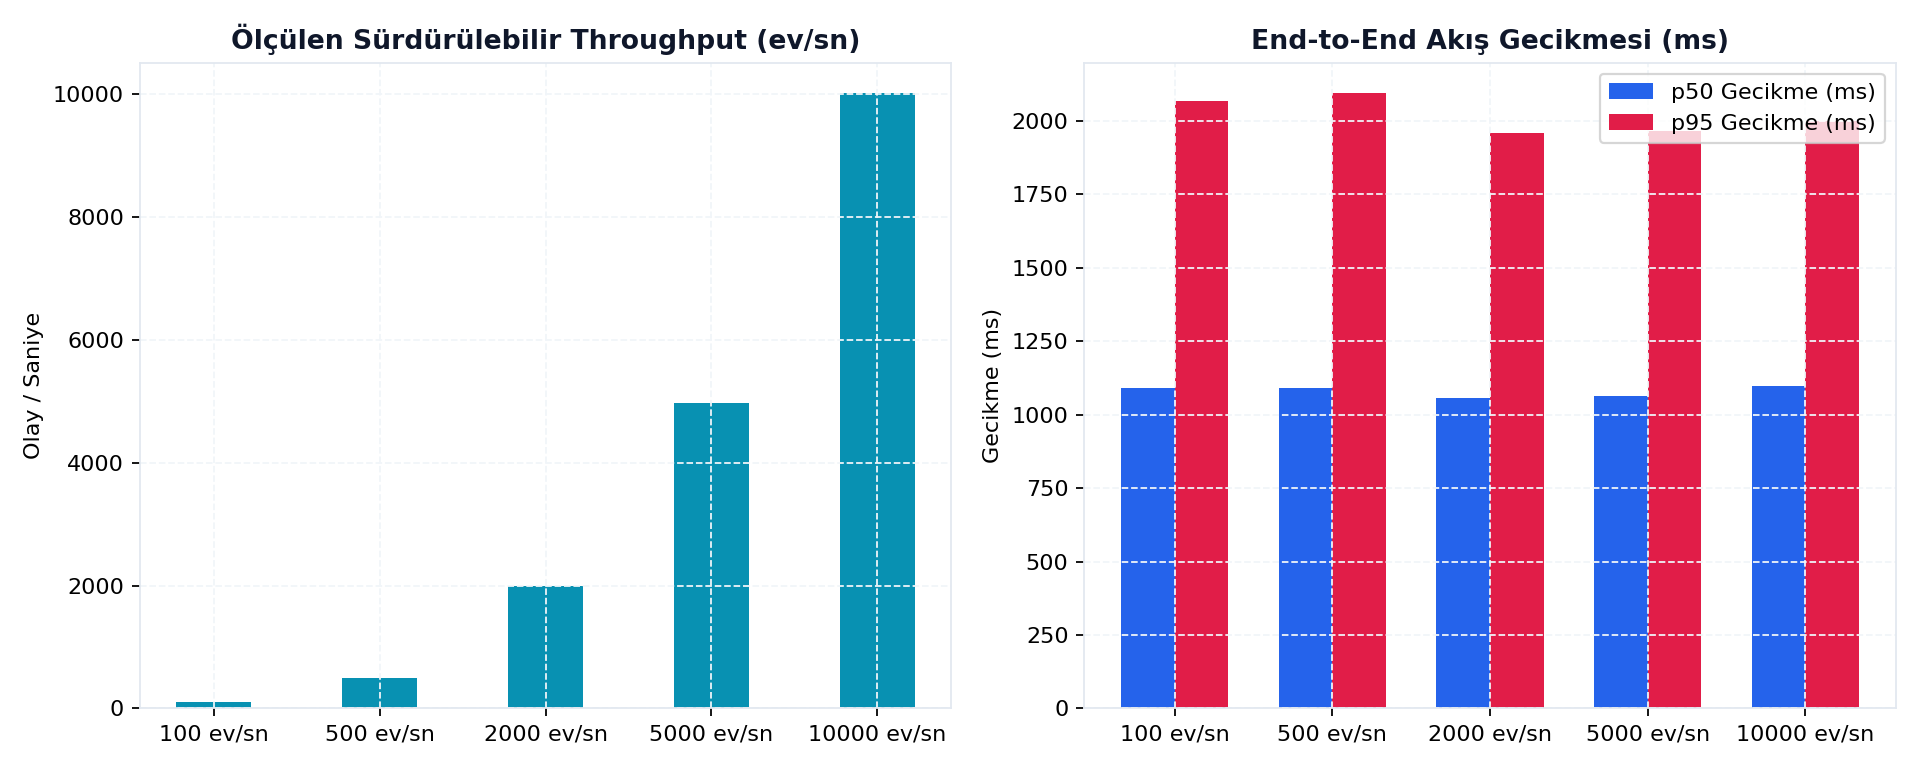 Ölçülen Sürdürülebilir Throughput (ev/sn)
Olay / Saniye
10000
8000
6000
4000
2000
0
100 ev/sn
500 ev/sn
2000 ev/sn
5000 ev/sn
10000 ev/sn
End-to-End Akış Gecikmesi (ms)
p50 Gecikme (ms)
p95 Gecikme (ms)
Gecikme (ms)
2000
1750
1500
1250
1000
750
500
250
0
100 ev/sn
500 ev/sn
2000 ev/sn
5000 ev/sn
10000 ev/sn